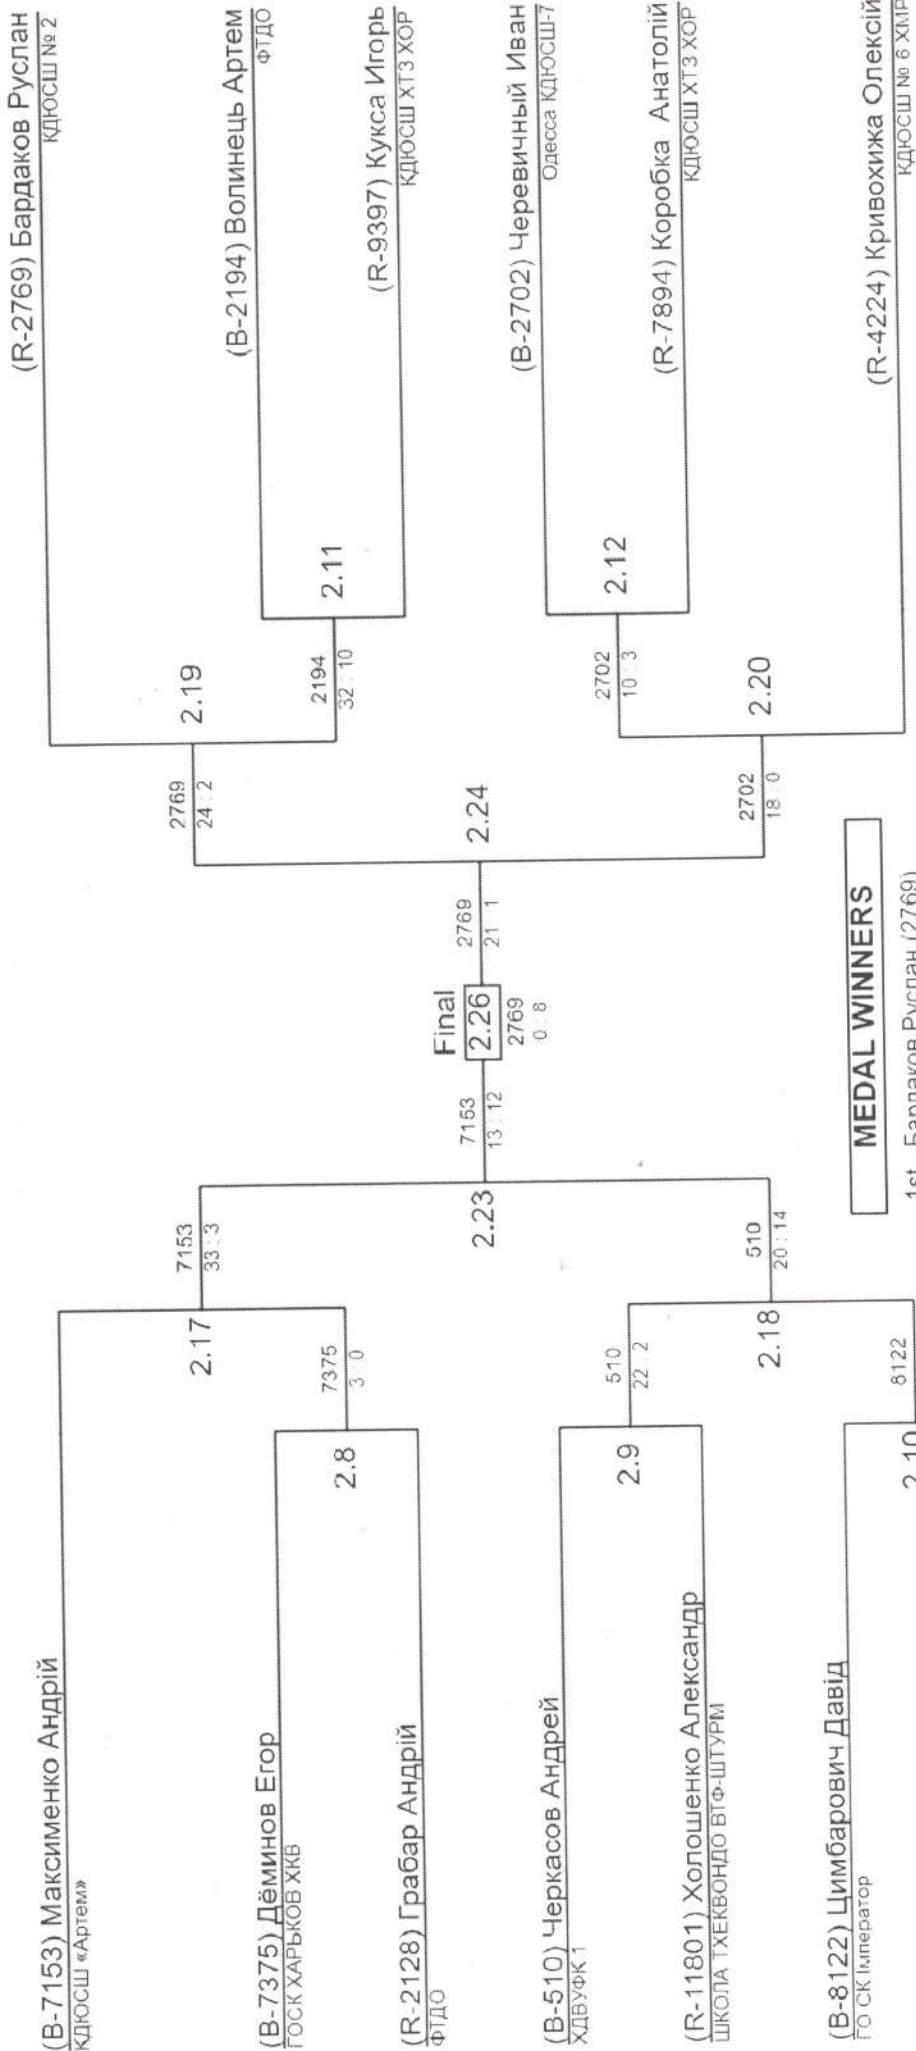 (B-7153) Максименко Андрій
КДЮСШ «Артем»
(B-7375) Дёминов Егор
ГОСК ХАРЬКОВ ХКВ
(R-2128) Грабар Андрій
ФТДО
(B-510) Черкасов Андрей
ХДВУФК 1
(R-11801) Холошенко Александр
ШКОЛА ТХЕКВОНДО ВТФ-ШТУРМ
(B-8122) Цимбарович Давід
ГО СК Імператор
2.8
2.9
2.10
7375
3 : 0
510
22 : 2
8122
2.17
2.18
7153
33 : 3
510
20 : 14
2.23
7153
13 : 12
Final
2.26
2769
0 : 8
2769
21 : 1
2.24
2769
24 : 2
2702
18 : 0
2.19
2.20
2194
32 : 10
2702
10 : 3
2.11
2.12
(R-2769) Бардаков Руслан
КДЮСШ № 2
(B-2194) Волинець Артем
ФТДО
(R-9397) Кукса Игорь
КДЮСШ ХТЗ ХОР
(B-2702) Черевичный Иван
Одесса КДЮСШ-7
(R-7894) Коробка Анатолій
КДЮСШ ХТЗ ХОР
(R-4224) Кривохижа Олексій
КДЮСШ № 6 ХМР
MEDAL WINNERS
1st Бардаков Руслан (2769)